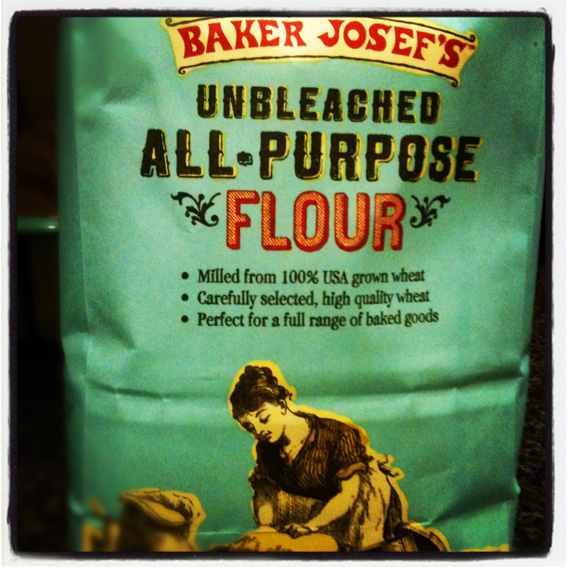 BAKER JOSEF'S™
UNBLEACHED
ALL-PURPOSE
FLOUR
• Milled from 100% USA grown wheat
• Carefully selected, high quality wheat
• Perfect for a full range of baked goods